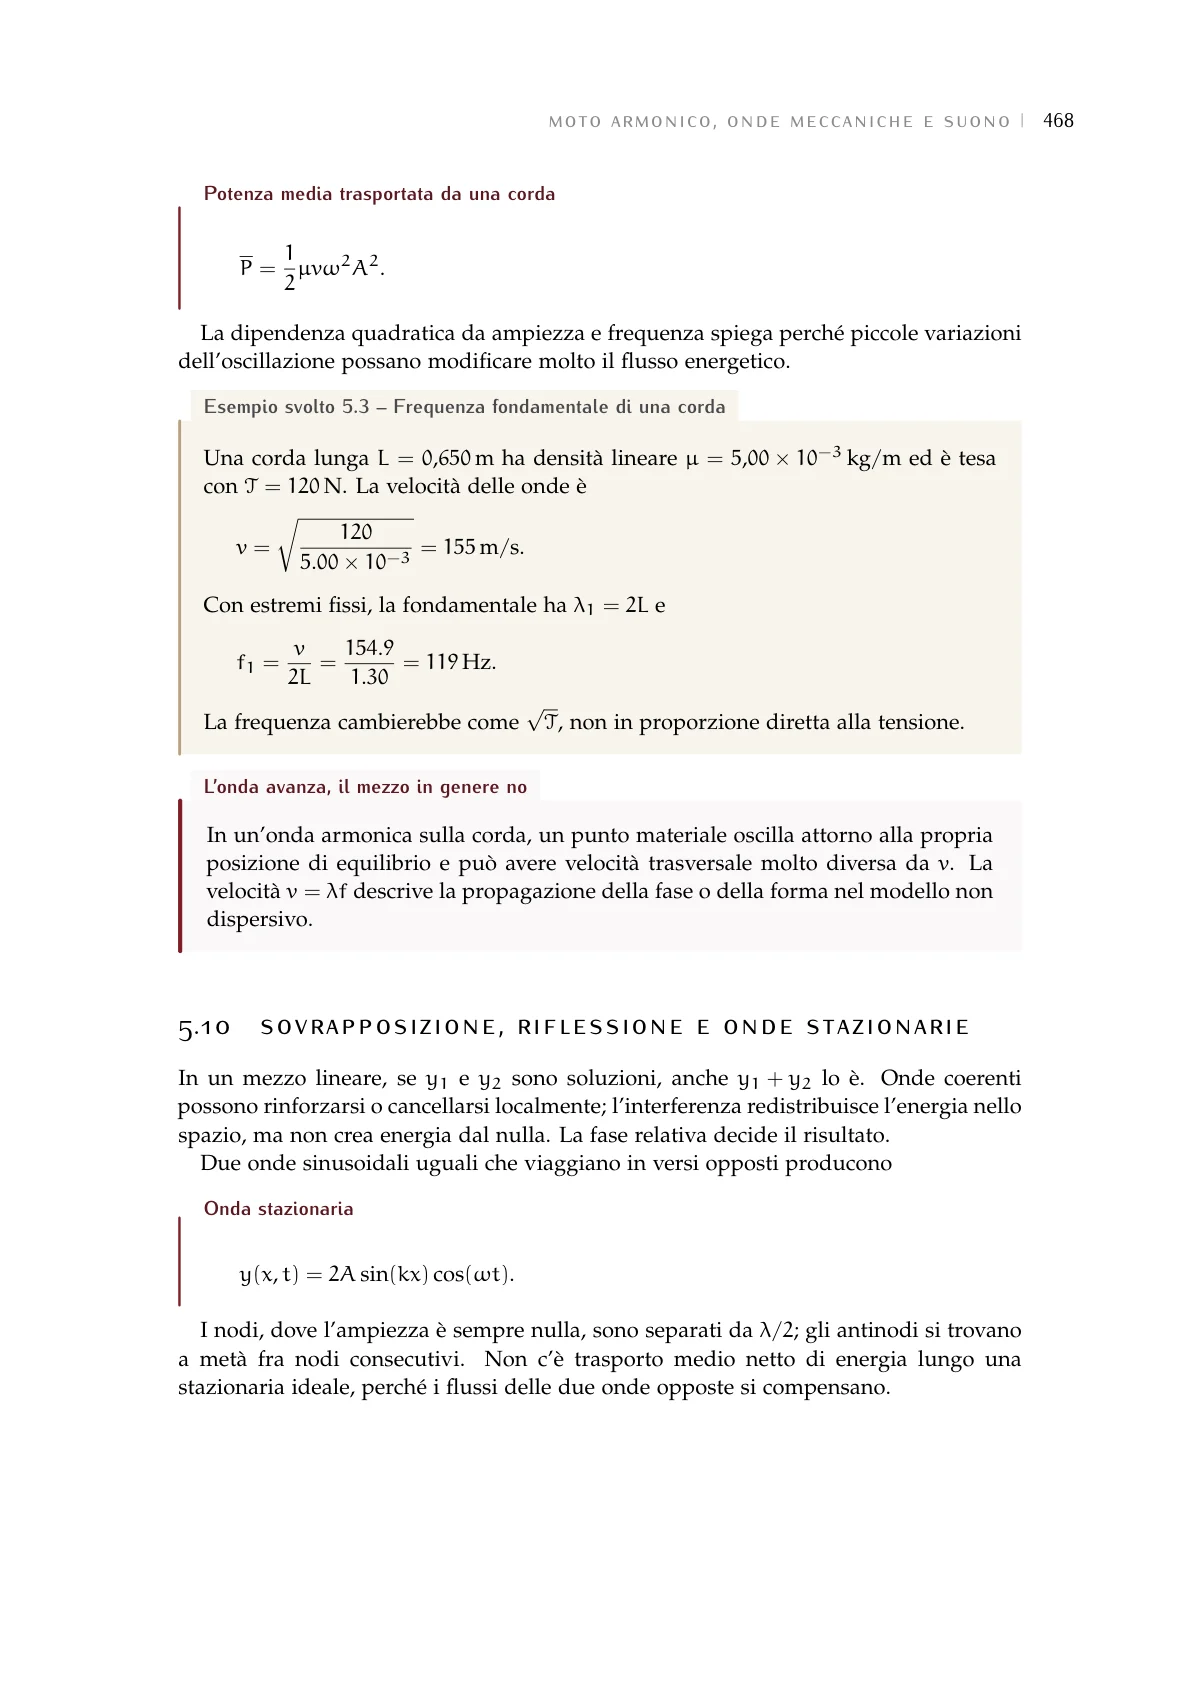 MOTO ARMONICO, ONDE MECCANICHE E SUONO | 468
Potenza media trasportata da una corda
P̅ = 1/2 μvω²A².
La dipendenza quadratica da ampiezza e frequenza spiega perché piccole variazioni
dell'oscillazione possano modificare molto il flusso energetico.
Esempio svolto 5.3 – Frequenza fondamentale di una corda
Una corda lunga L = 0,650 m ha densità lineare μ = 5,00 × 10⁻³ kg/m ed è tesa
con 𝒯 = 120 N. La velocità delle onde è
v = √(120 / 5.00 × 10⁻³) = 155 m/s.
Con estremi fissi, la fondamentale ha λ₁ = 2L e
f₁ = v/2L = 154.9/1.30 = 119 Hz.
La frequenza cambierebbe come √𝒯, non in proporzione diretta alla tensione.
L'onda avanza, il mezzo in genere no
In un'onda armonica sulla corda, un punto materiale oscilla attorno alla propria
posizione di equilibrio e può avere velocità trasversale molto diversa da v. La
velocità v = λf descrive la propagazione della fase o della forma nel modello non
dispersivo.
5.10 SOVRAPPOSIZIONE, RIFLESSIONE E ONDE STAZIONARIE
In un mezzo lineare, se y₁ e y₂ sono soluzioni, anche y₁ + y₂ lo è. Onde coerenti
possono rinforzarsi o cancellarsi localmente; l'interferenza redistribuisce l'energia nello
spazio, ma non crea energia dal nulla. La fase relativa decide il risultato.
Due onde sinusoidali uguali che viaggiano in versi opposti producono
Onda stazionaria
y(x, t) = 2A sin(kx) cos(ωt).
I nodi, dove l'ampiezza è sempre nulla, sono separati da λ/2; gli antinodi si trovano
a metà fra nodi consecutivi. Non c'è trasporto medio netto di energia lungo una
stazionaria ideale, perché i flussi delle due onde opposte si compensano.